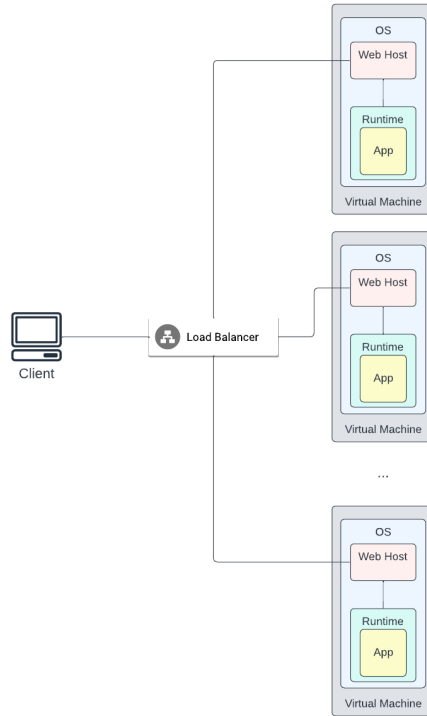 OS
Web Host
Runtime
App
Virtual Machine
OS
Web Host
Load Balancer
Runtime
Client
App
Virtual Machine
...
OS
Web Host
Runtime
App
Virtual Machine